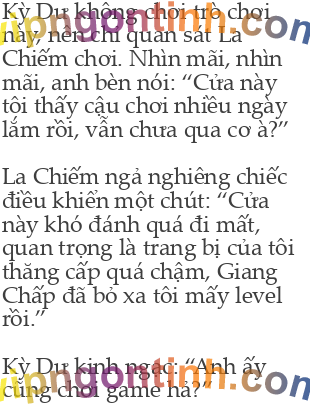 Kỳ Dư không chơi trò chơi
này, nên chỉ quan sát La
Chiếm chơi. Nhìn mãi, nhìn
mãi, anh bèn nói: “Cửa này
tôi thấy cậu chơi nhiều ngày
lắm rồi, vẫn chưa qua cơ à?”
La Chiếm ngả nghiêng chiếc
điều khiển một chút: “Cửa
này khó đánh quá đi mất,
quan trọng là trang bị của tôi
thăng cấp quá chậm, Giang
Chấp đã bỏ xa tôi mấy level
rồi.”
Kỳ Dư kinh ngạc: “Anh ấy
cũng chơi game hả?”